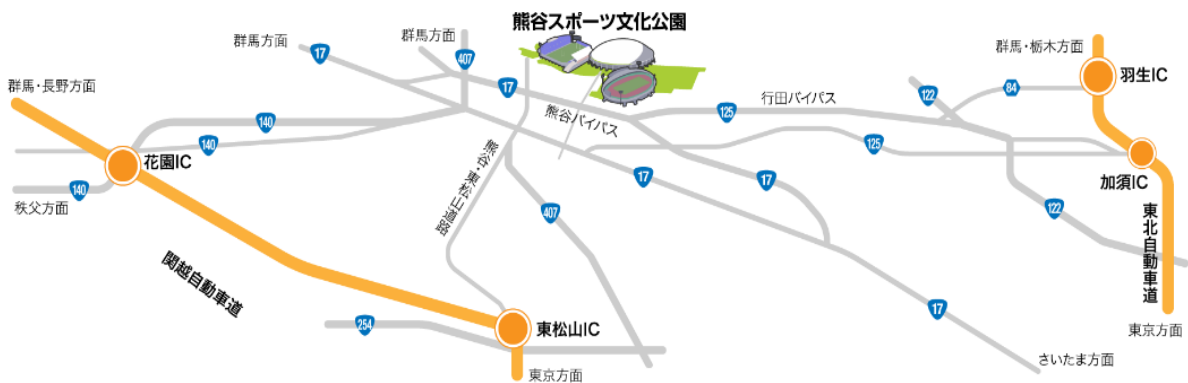 熊谷スポーツ文化公園
群馬方面
17
群馬方面
407
群馬・栃木方面
羽生IC
群馬・長野方面
17
熊谷バイパス
125
行田バイパス
122
84
140
140
花園IC
140
秩父方面
熊谷・東松山道路
407
17
17
125
加須IC
122
東北自動車道
関越自動車道
254
東松山IC
東京方面
17
さいたま方面
東京方面